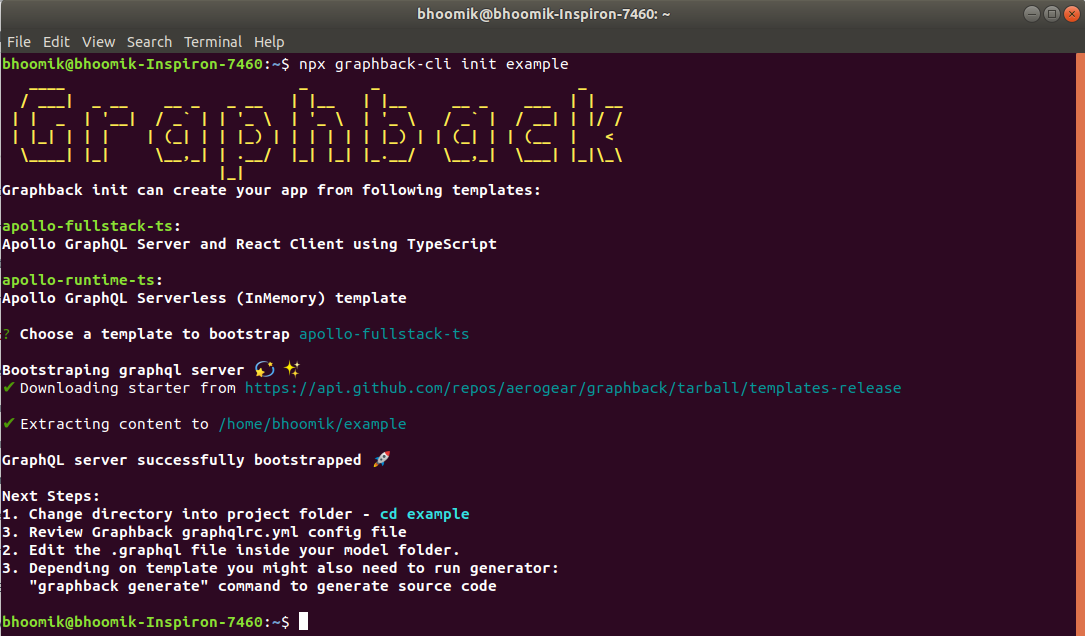 bhoomik@bhoomik-Inspiron-7460: ~
File Edit View Search Terminal Help
bhoomik@bhoomik-Inspiron-7460:~$ npx graphback-cli init example
Graphback
Graphback init can create your app from following templates:
apollo-fullstack-ts:
Apollo GraphQL Server and React Client using TypeScript
apollo-runtime-ts:
Apollo GraphQL Serverless (InMemory) template
? Choose a template to bootstrap apollo-fullstack-ts
Bootstraping graphql server 💫 ✨
✔ Downloading starter from https://api.github.com/repos/aerogear/graphback/tarball/templates-release
✔ Extracting content to /home/bhoomik/example
GraphQL server successfully bootstrapped 🚀
Next Steps:
1. Change directory into project folder - cd example
3. Review Graphback graphqlrc.yml config file
2. Edit the .graphql file inside your model folder.
3. Depending on template you might also need to run generator:
"graphback generate" command to generate source code
bhoomik@bhoomik-Inspiron-7460:~$